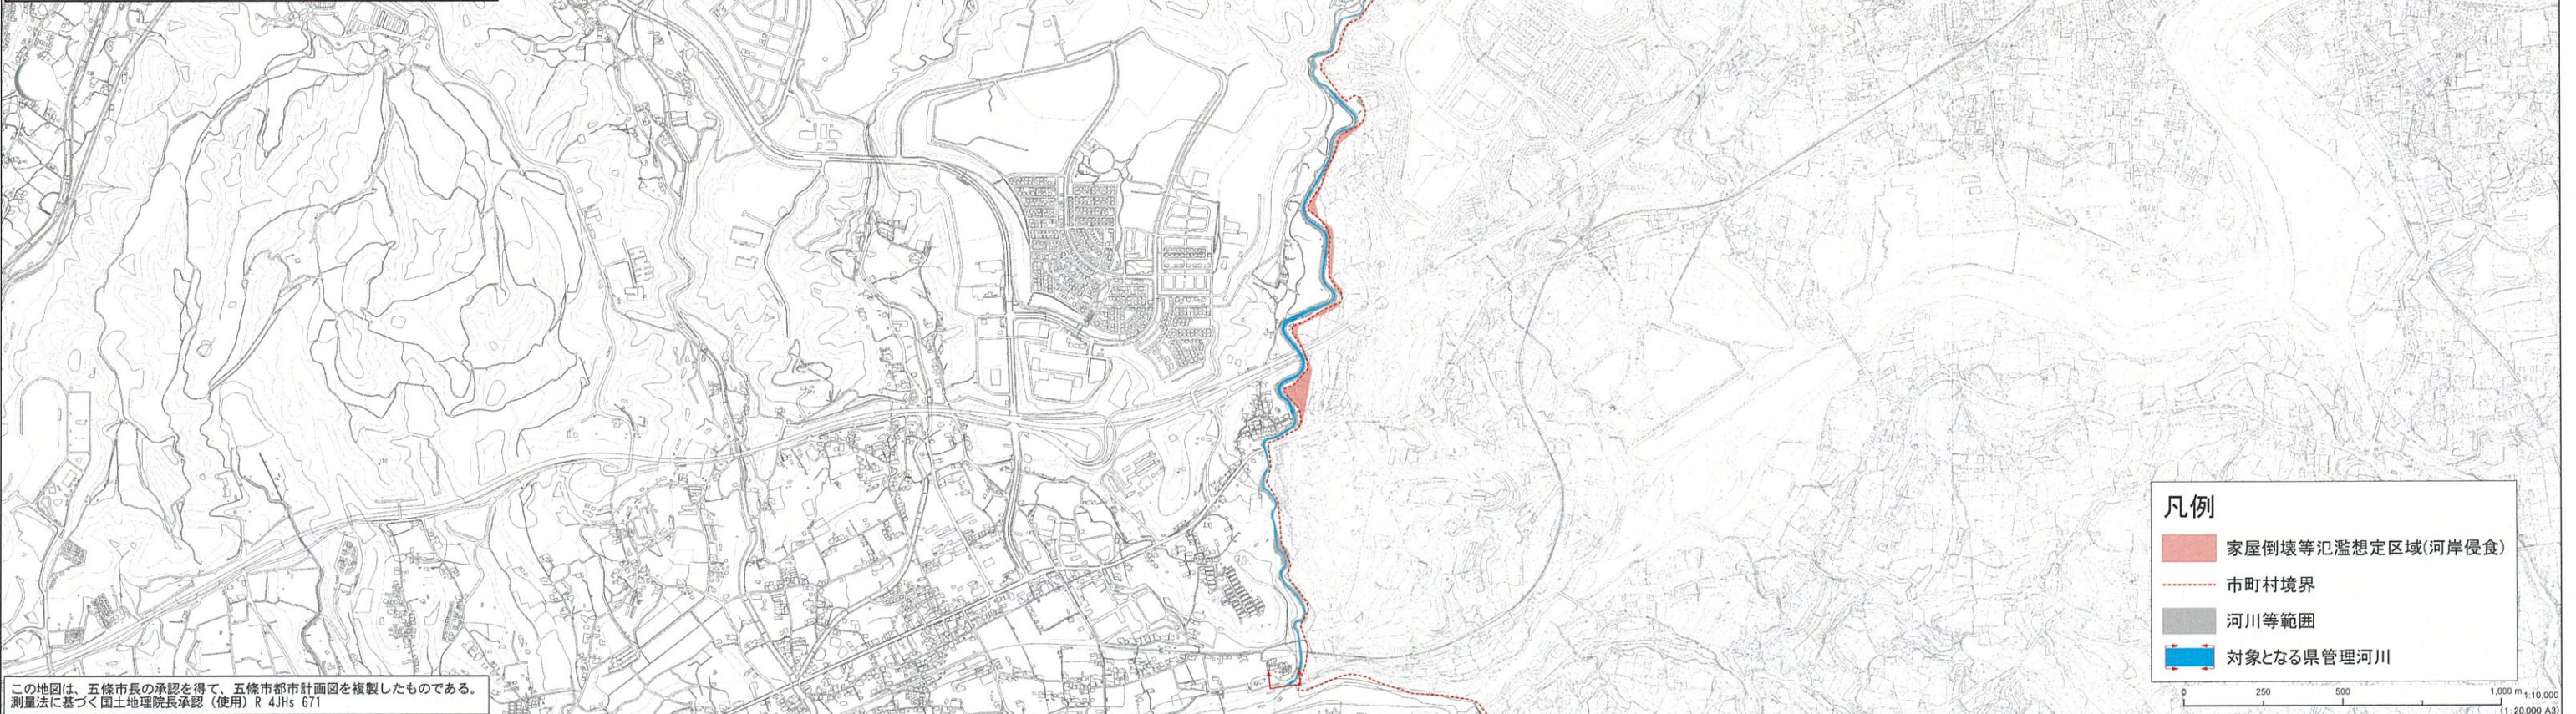 凡例
家屋倒壊等氾濫想定区域(河岸侵食)
市町村境界
河川等範囲
対象となる県管理河川
0 250 500 1,000 m 1:10,000
(1:20,000 A3)
この地図は、五條市長の承認を得て、五條市都市計画図を複製したものである。
測量法に基づく国土地理院長承認（使用）R 4JHs 671